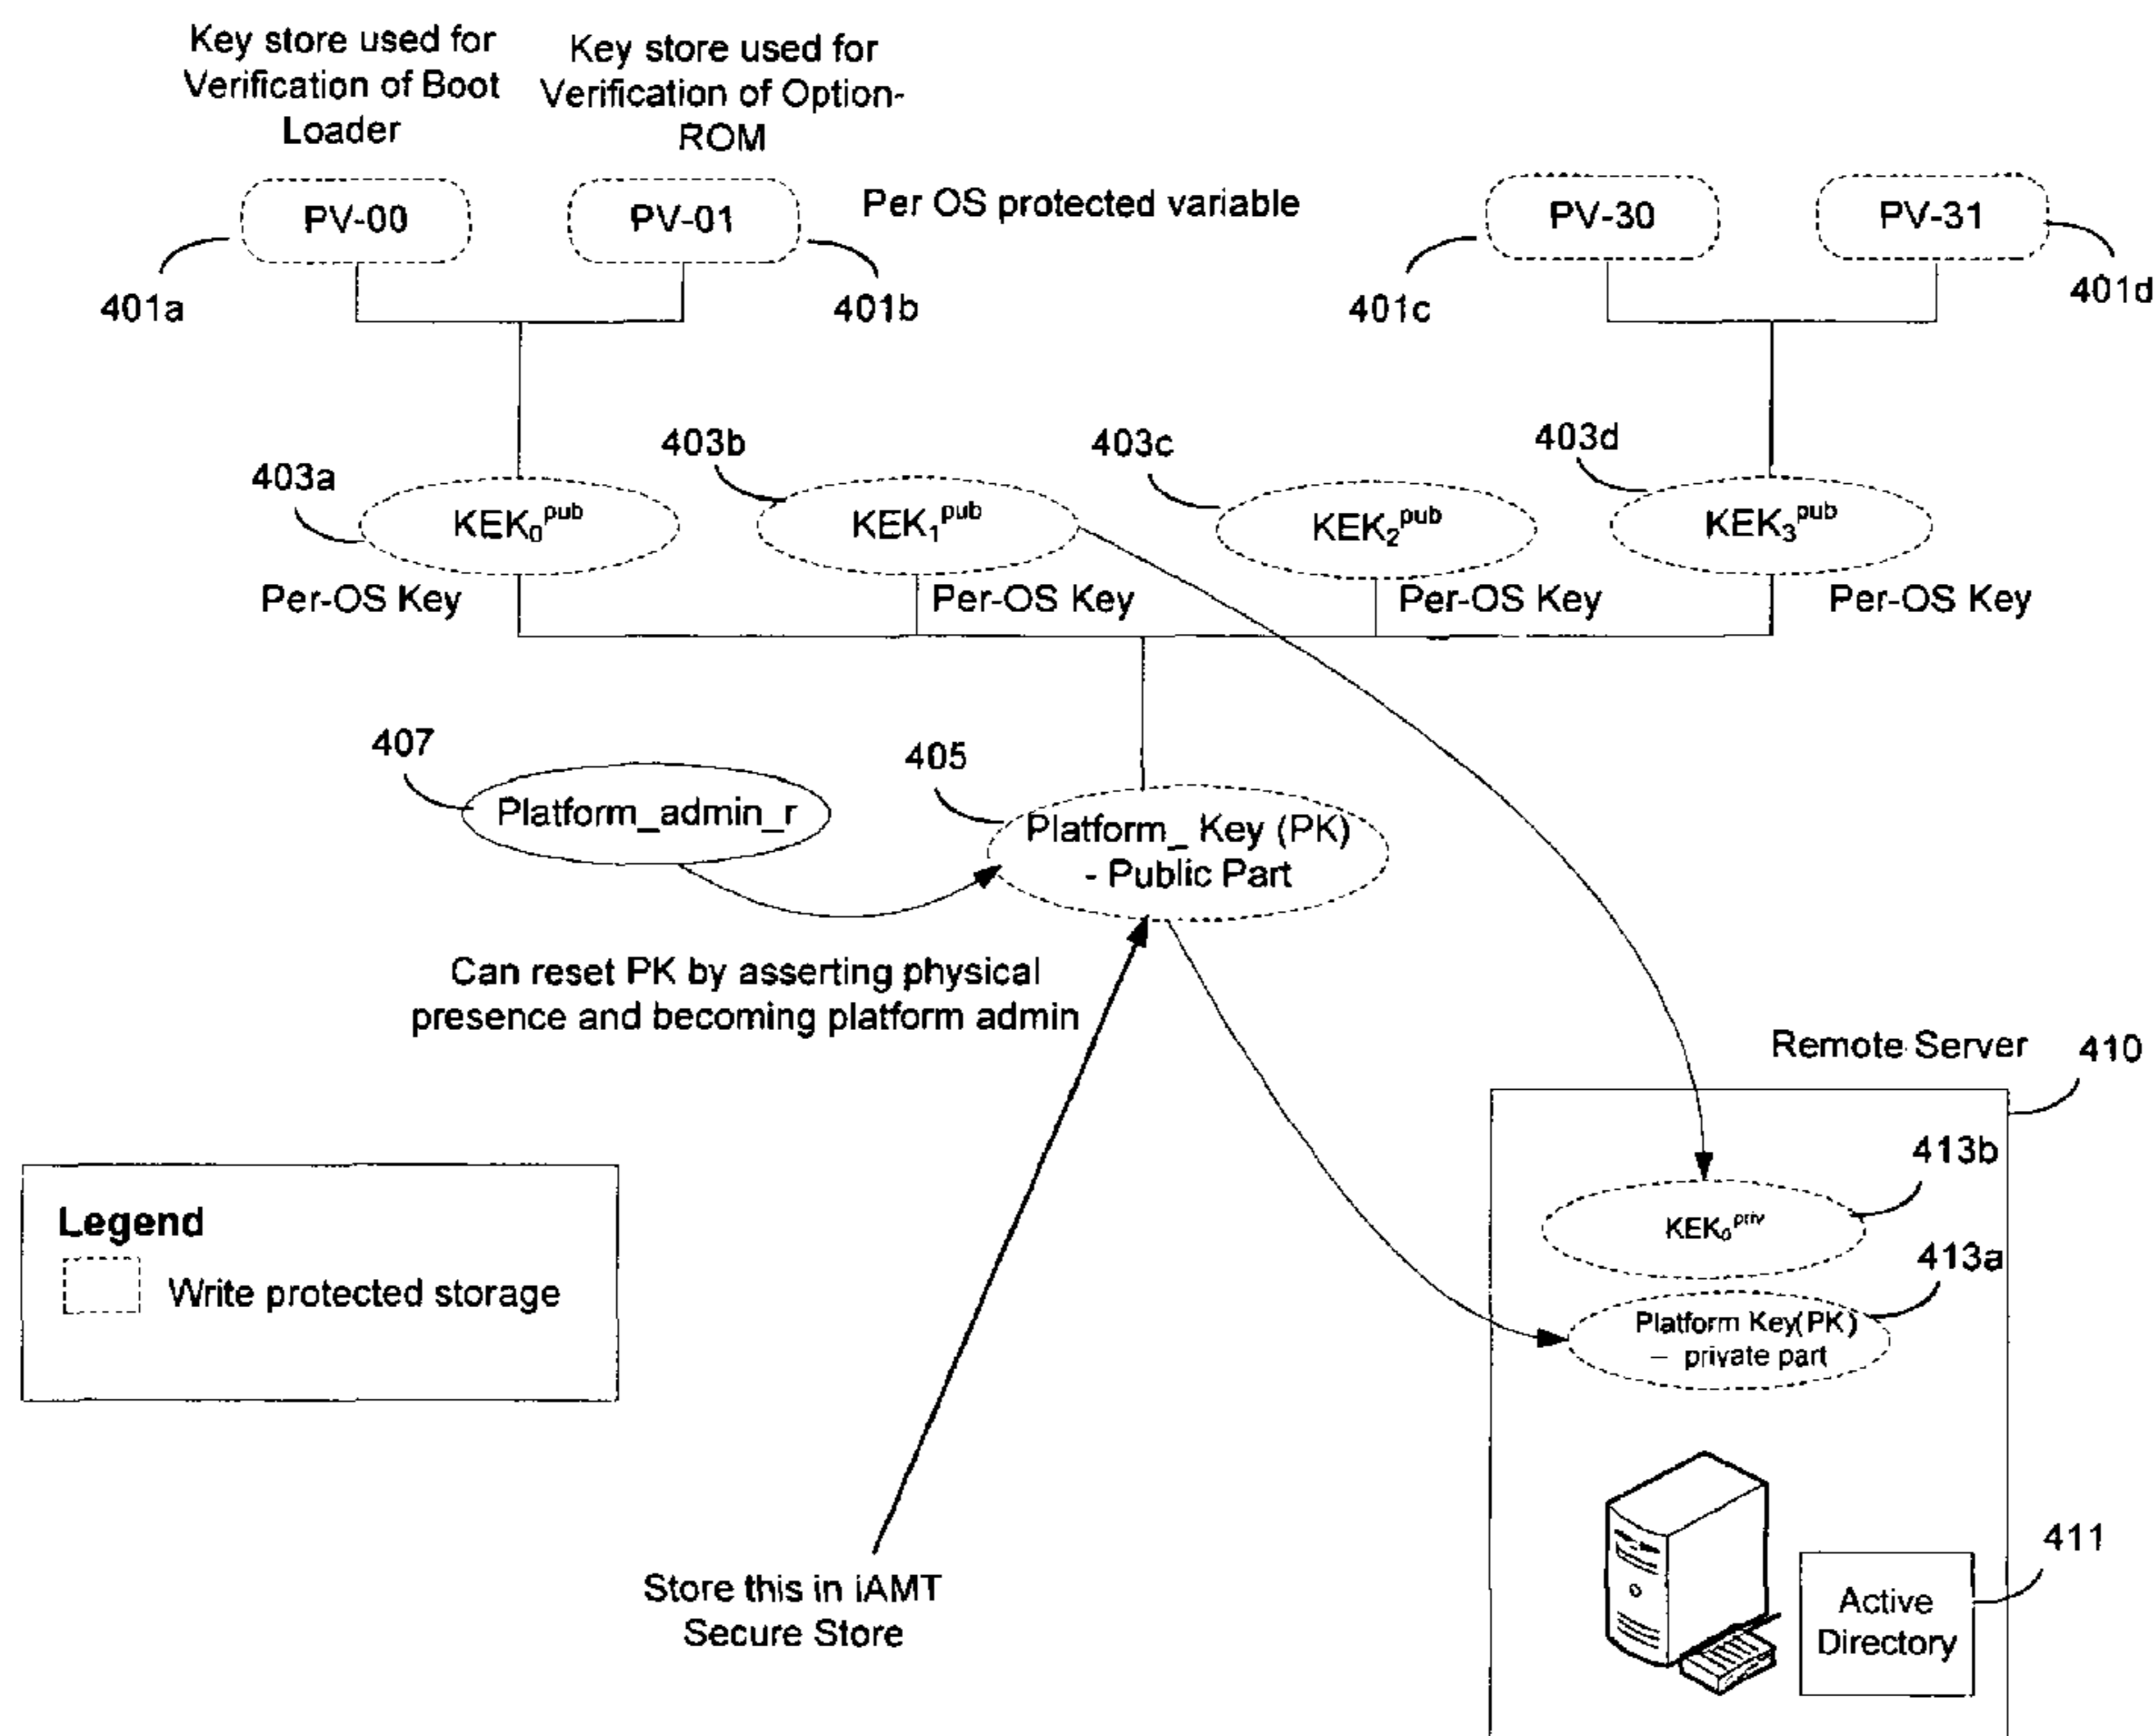 Key store used for
Verification of Boot
Loader
Key store used for
Verification of Option-
ROM
PV-00
PV-01
Per OS protected variable
PV-30
PV-31
401a
401b
401c
401d
403a
403b
403c
403d
KEK₀ᵖᵘᵇ
KEK₁ᵖᵘᵇ
KEK₂ᵖᵘᵇ
KEK₃ᵖᵘᵇ
Per-OS Key
Per-OS Key
Per-OS Key
Per-OS Key
407
405
Platform_admin_r
Platform_ Key (PK)
- Public Part
Can reset PK by asserting physical
presence and becoming platform admin
Remote Server
410
413b
KEK₀ᵖʳⁱᵛ
413a
Platform Key(PK)
– private part
Legend
Write protected storage
Store this in iAMT
Secure Store
411
Active
Directory